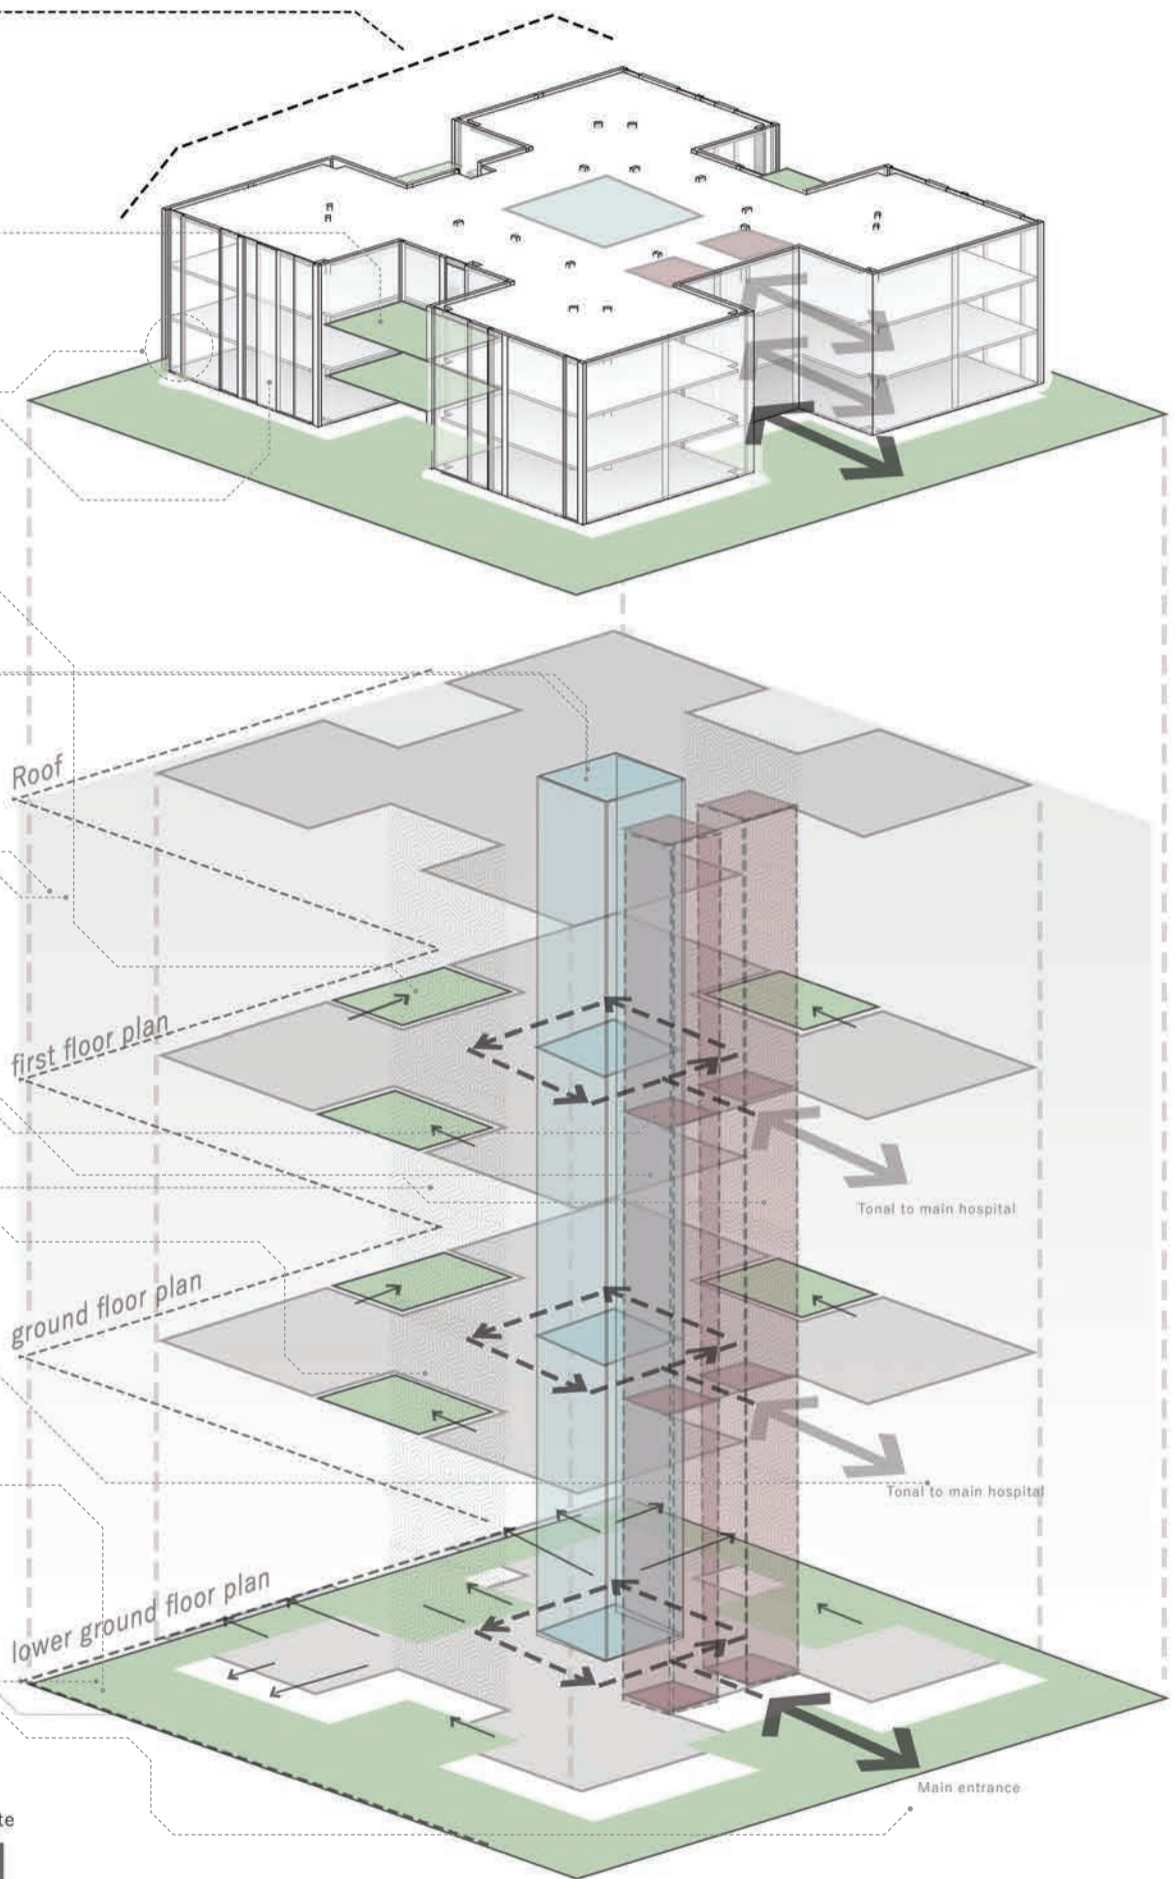 Roof
first floor plan
Tonal to main hospital
ground floor plan
Tonal to main hospital
lower ground floor plan
Main entrance
te